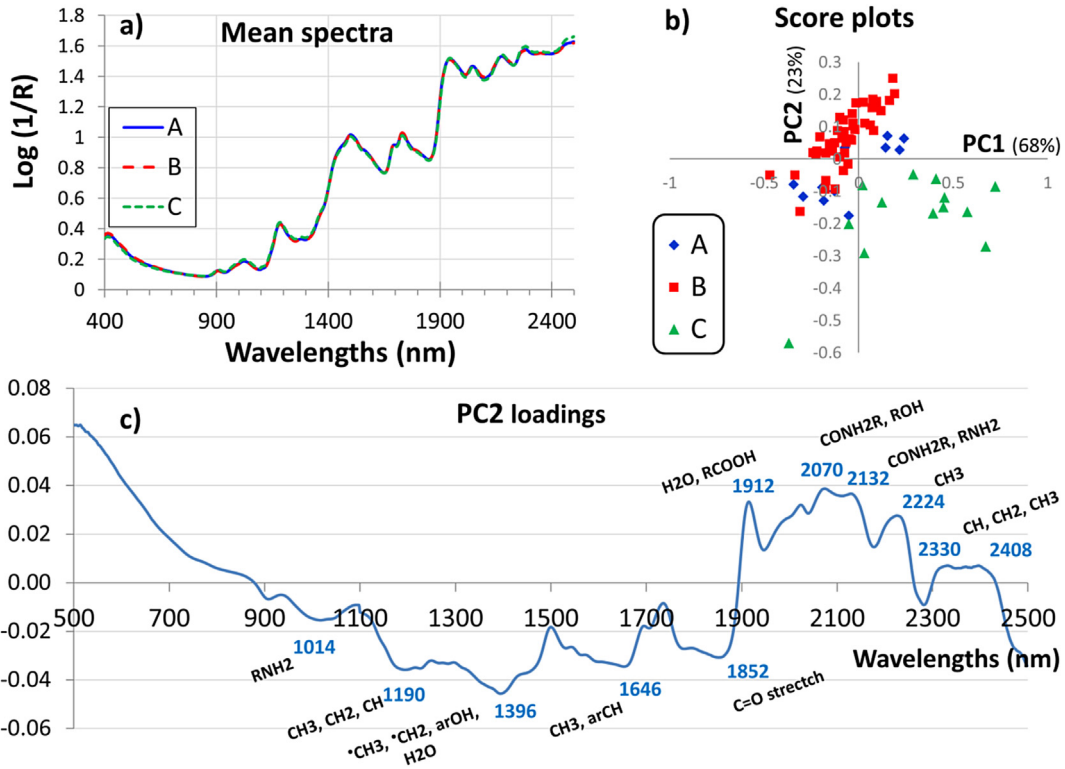 a)
Mean spectra
Log (1/R)
1.8
1.6
1.4
1.2
1
0.8
0.6
0.4
0.2
0
A
B
C
400 900 1400 1900 2400
Wavelengths (nm)
b)
Score plots
PC2 (23%)
PC1 (68%)
0.3
0.2
0.1
0
-0.1
-0.2
-0.3
-0.4
-0.5
-0.6
-1 -0.5 0 0.5 1
A
B
C
c)
PC2 loadings
0.08
0.06
0.04
0.02
0.00
-0.02
-0.04
-0.06
500 700 900 1100 1300 1500 1700 1900 2100 2300 2500
Wavelengths (nm)
RNH2
1014
CH3, CH2, CH
1190
•CH3, •CH2, arOH,
H2O
1396
CH3, arCH
1646
C=O strectch
1852
H2O, RCOOH
1912
CONH2R, ROH
2070
CONH2R, RNH2
2132
CH3
2224
CH, CH2, CH3
2330
2408